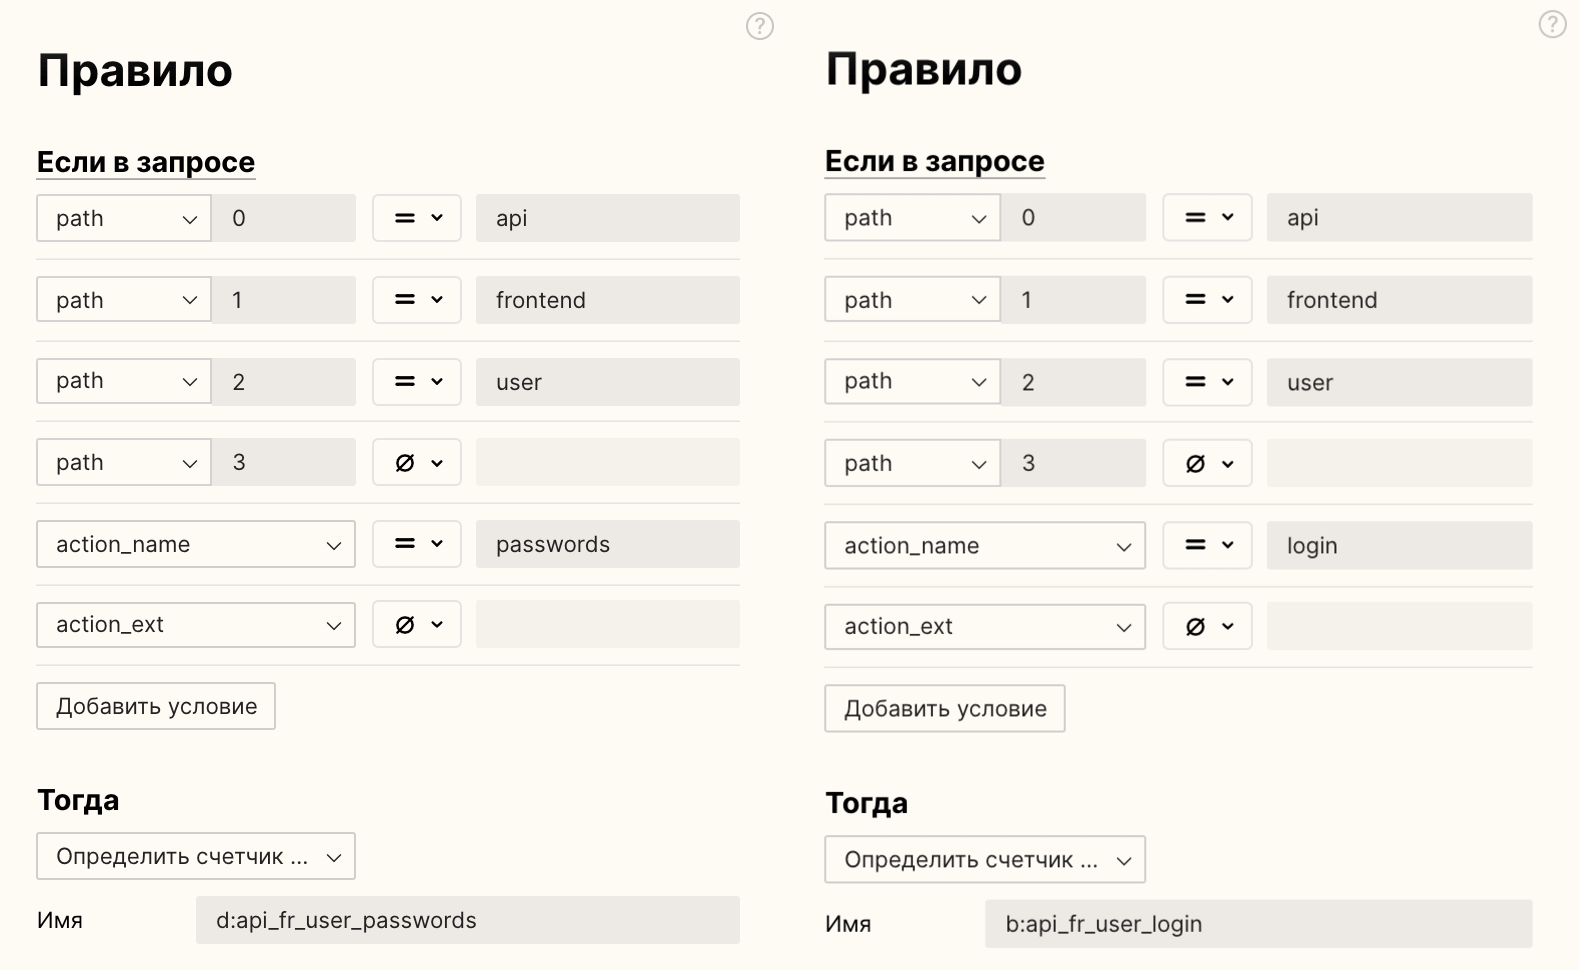 ?
Правило
Если в запросе
path 0 = api
path 1 = frontend
path 2 = user
path 3 Ø
action_name = passwords
action_ext Ø
Добавить условие
Тогда
Определить счетчик ...
Имя d:api_fr_user_passwords
?
Правило
Если в запросе
path 0 = api
path 1 = frontend
path 2 = user
path 3 Ø
action_name = login
action_ext Ø
Добавить условие
Тогда
Определить счетчик ...
Имя b:api_fr_user_login